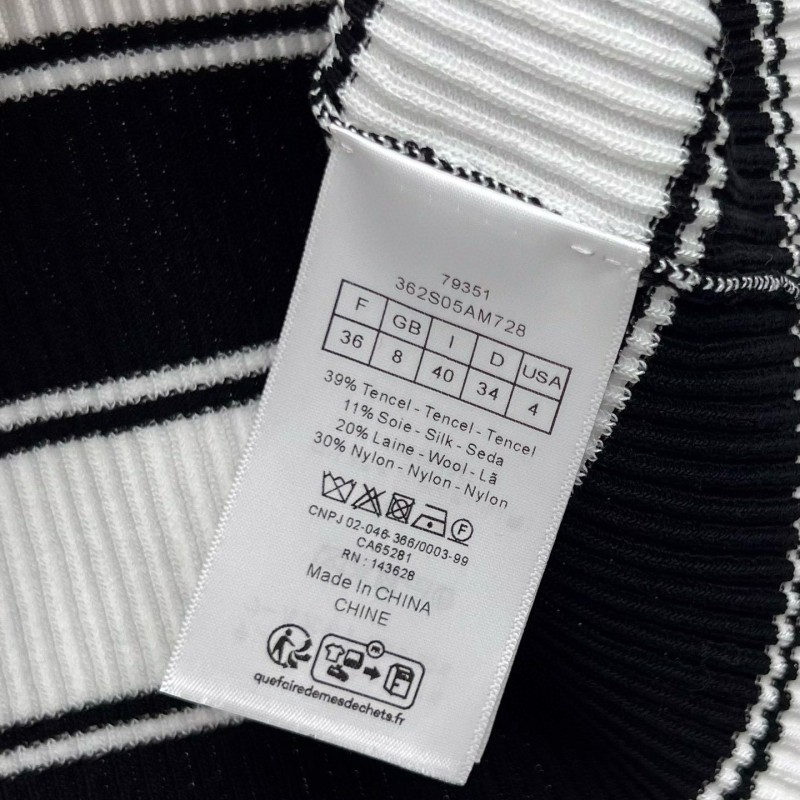 79351
362S05AM728
F GB I D USA
36 8 40 34 4
39% Tencel - Tencel - Tencel
11% Soie - Silk - Seda
20% Laine - Wool - Lã
30% Nylon - Nylon - Nylon
F
CNPJ 02-046-366/0003-99
CA65281
RN : 143628
Made In CHINA
CHINE
FR
quefairedemesdechets.fr